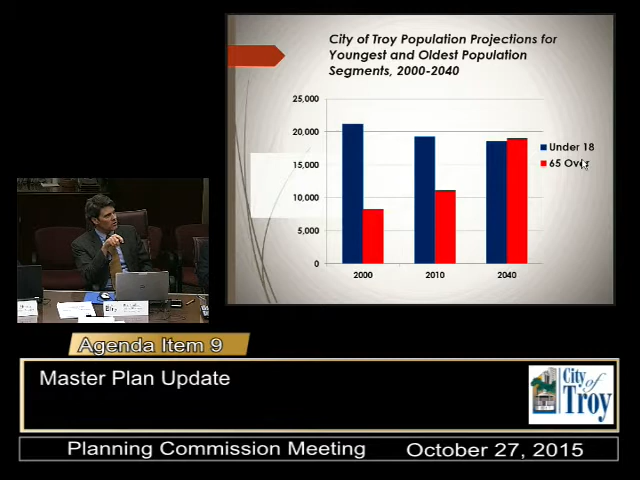 City of Troy Population Projections for
Youngest and Oldest Population
Segments, 2000-2040
25,000
20,000
15,000
10,000
5,000
0
2000
2010
2040
Under 18
65 Over
Agenda Item 9
Master Plan Update
City
of
Troy
Planning Commission Meeting
October 27, 2015